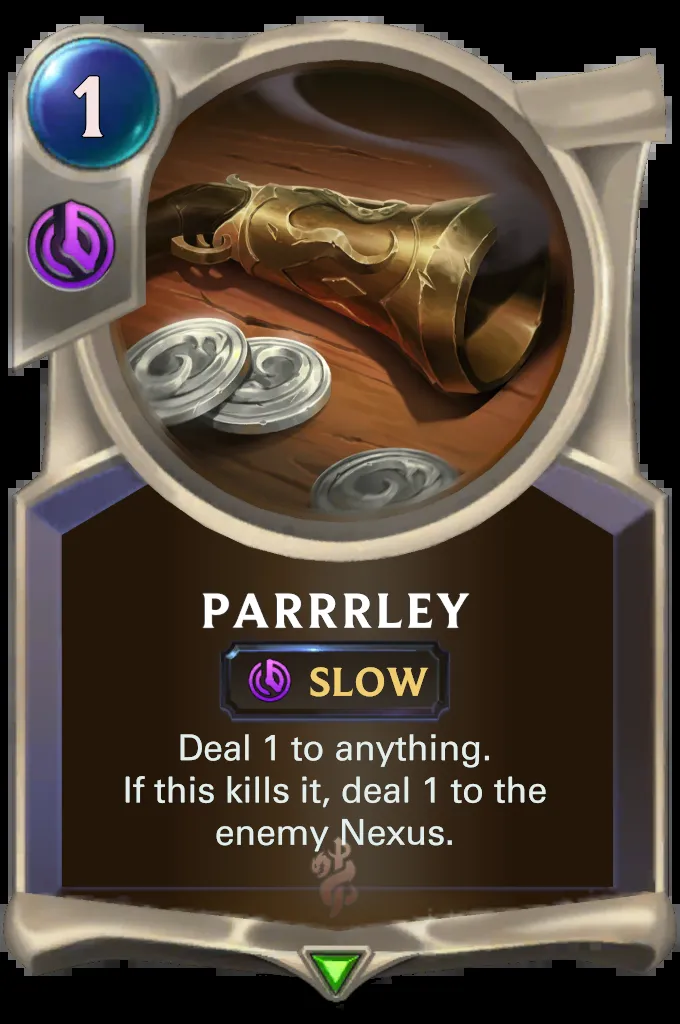 1
PARRRLEY
SLOW
Deal 1 to anything.
If this kills it, deal 1 to the
enemy Nexus.